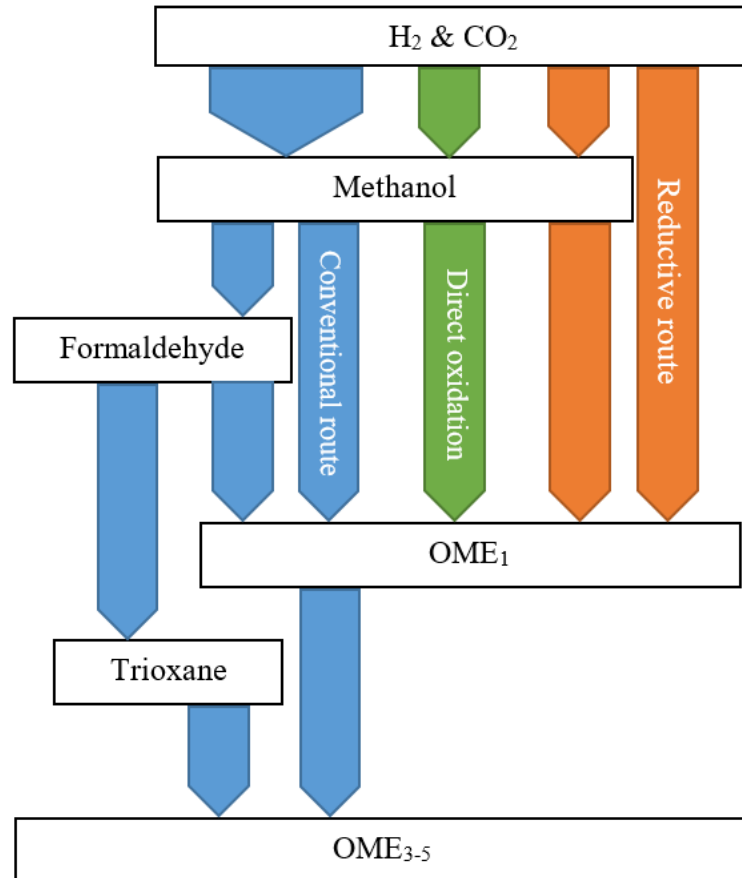 H₂ & CO₂
Methanol
Reductive route
Conventional route
Direct oxidation
Formaldehyde
OME₁
Trioxane
OME₃₋₅